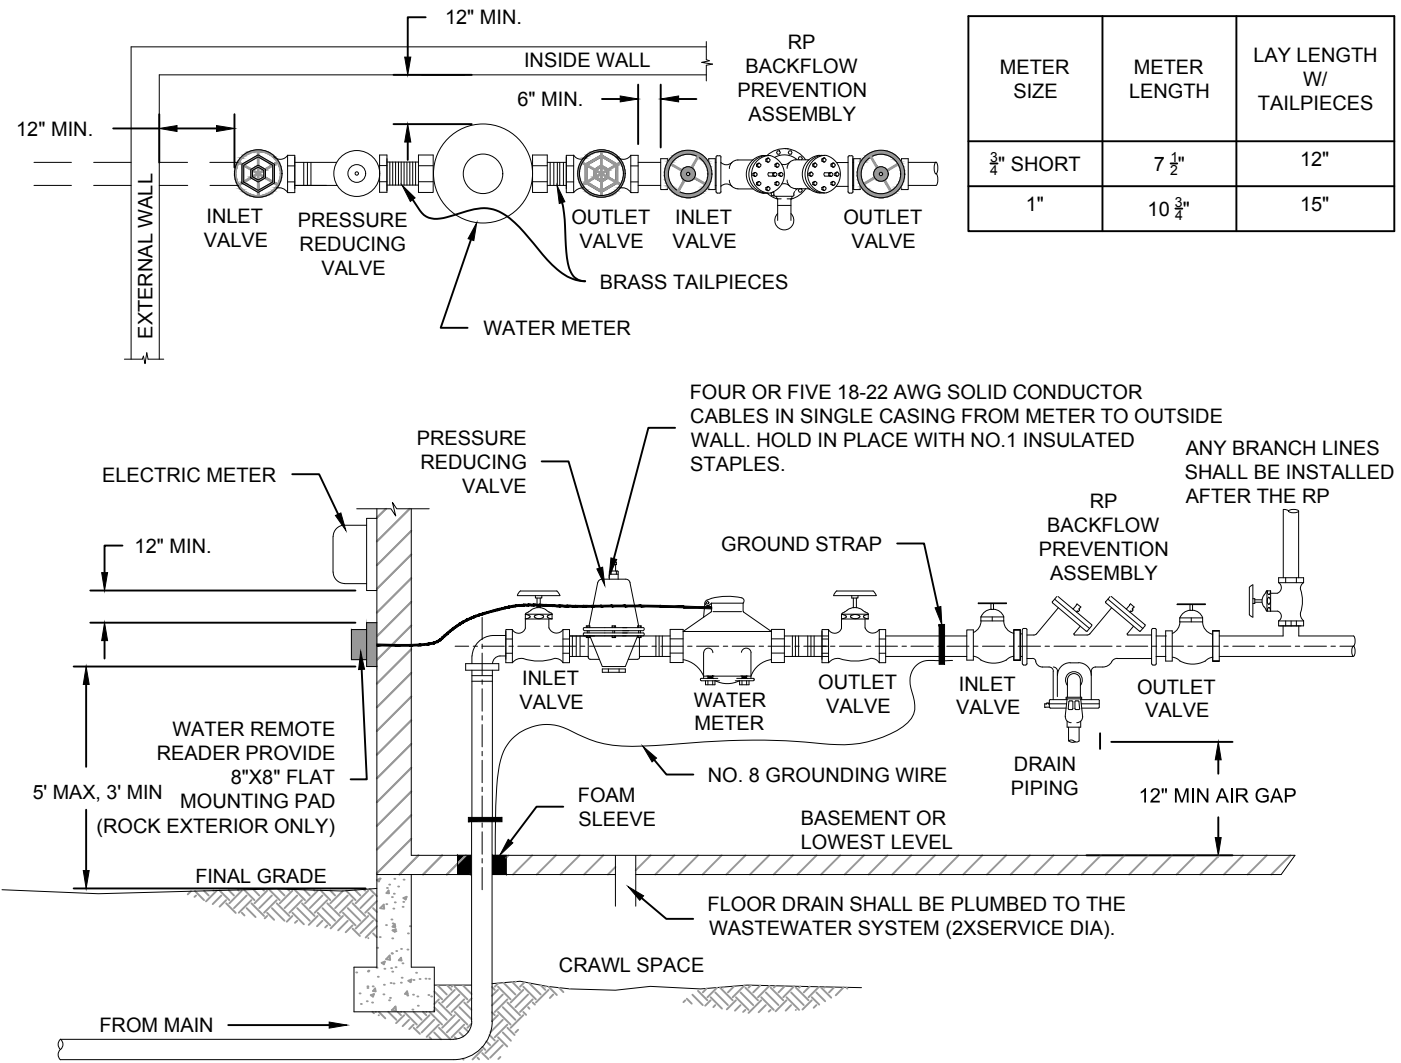 12" MIN.
INSIDE WALL
RP
BACKFLOW
PREVENTION
ASSEMBLY
6" MIN.
12" MIN.
EXTERNAL WALL
INLET
VALVE
PRESSURE
REDUCING
VALVE
OUTLET
VALVE
INLET
VALVE
OUTLET
VALVE
BRASS TAILPIECES
WATER METER
METER
SIZE
METER
LENGTH
LAY LENGTH
W/
TAILPIECES
3/4" SHORT
7 1/2"
12"
1"
10 3/4"
15"
FOUR OR FIVE 18-22 AWG SOLID CONDUCTOR
CABLES IN SINGLE CASING FROM METER TO OUTSIDE
WALL. HOLD IN PLACE WITH NO.1 INSULATED
STAPLES.
PRESSURE
REDUCING
VALVE
ELECTRIC METER
ANY BRANCH LINES
SHALL BE INSTALLED
AFTER THE RP
RP
BACKFLOW
PREVENTION
ASSEMBLY
12" MIN.
GROUND STRAP
INLET
VALVE
WATER
METER
OUTLET
VALVE
INLET
VALVE
OUTLET
VALVE
WATER REMOTE
READER PROVIDE
8"X8" FLAT
MOUNTING PAD
(ROCK EXTERIOR ONLY)
5' MAX, 3' MIN
NO. 8 GROUNDING WIRE
DRAIN
PIPING
12" MIN AIR GAP
FOAM
SLEEVE
BASEMENT OR
LOWEST LEVEL
FINAL GRADE
FLOOR DRAIN SHALL BE PLUMBED TO THE
WASTEWATER SYSTEM (2XSERVICE DIA).
CRAWL SPACE
FROM MAIN